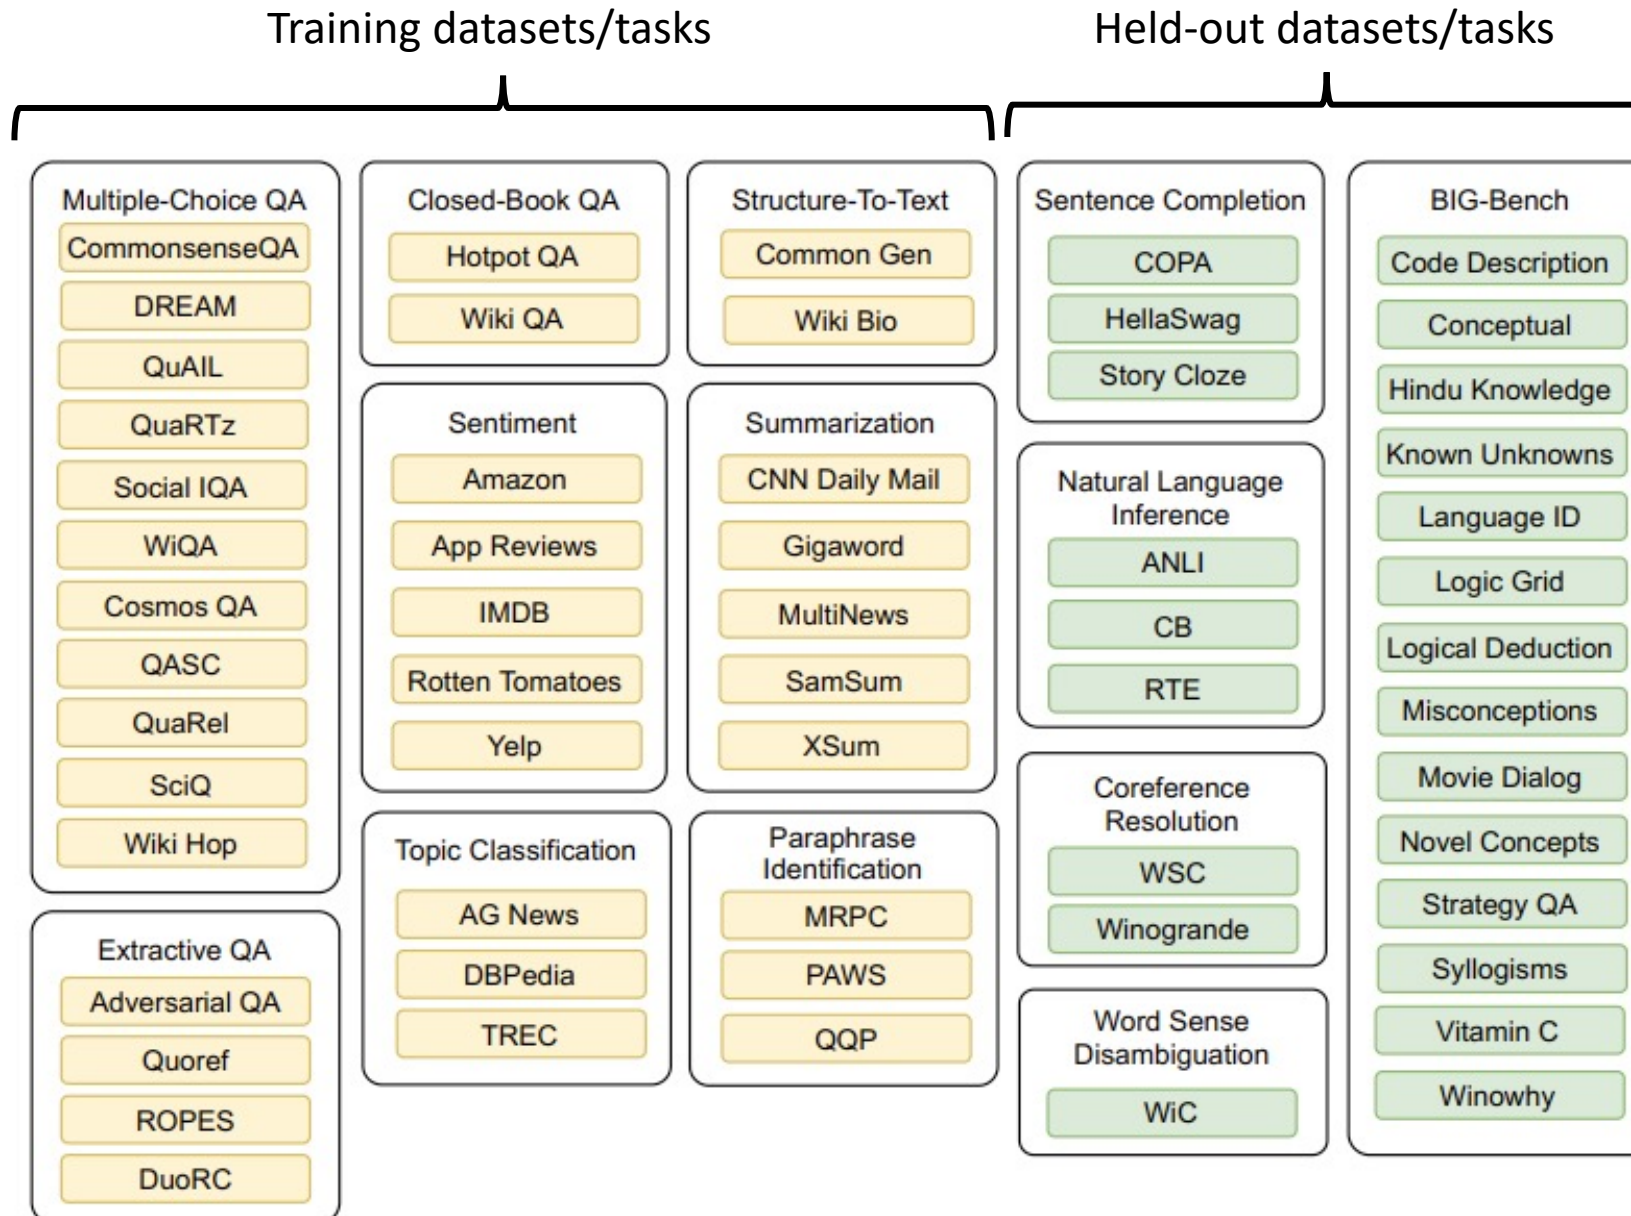 Training datasets/tasks
Held-out datasets/tasks
Multiple-Choice QA
CommonsenseQA
DREAM
QuAIL
QuaRTz
Social IQA
WiQA
Cosmos QA
QASC
QuaRel
SciQ
Wiki Hop
Extractive QA
Adversarial QA
Quoref
ROPES
DuoRC
Closed-Book QA
Hotpot QA
Wiki QA
Sentiment
Amazon
App Reviews
IMDB
Rotten Tomatoes
Yelp
Topic Classification
AG News
DBPedia
TREC
Structure-To-Text
Common Gen
Wiki Bio
Summarization
CNN Daily Mail
Gigaword
MultiNews
SamSum
XSum
Paraphrase
Identification
MRPC
PAWS
QQP
Sentence Completion
COPA
HellaSwag
Story Cloze
Natural Language
Inference
ANLI
CB
RTE
Coreference
Resolution
WSC
Winogrande
Word Sense
Disambiguation
WiC
BIG-Bench
Code Description
Conceptual
Hindu Knowledge
Known Unknowns
Language ID
Logic Grid
Logical Deduction
Misconceptions
Movie Dialog
Novel Concepts
Strategy QA
Syllogisms
Vitamin C
Winowhy